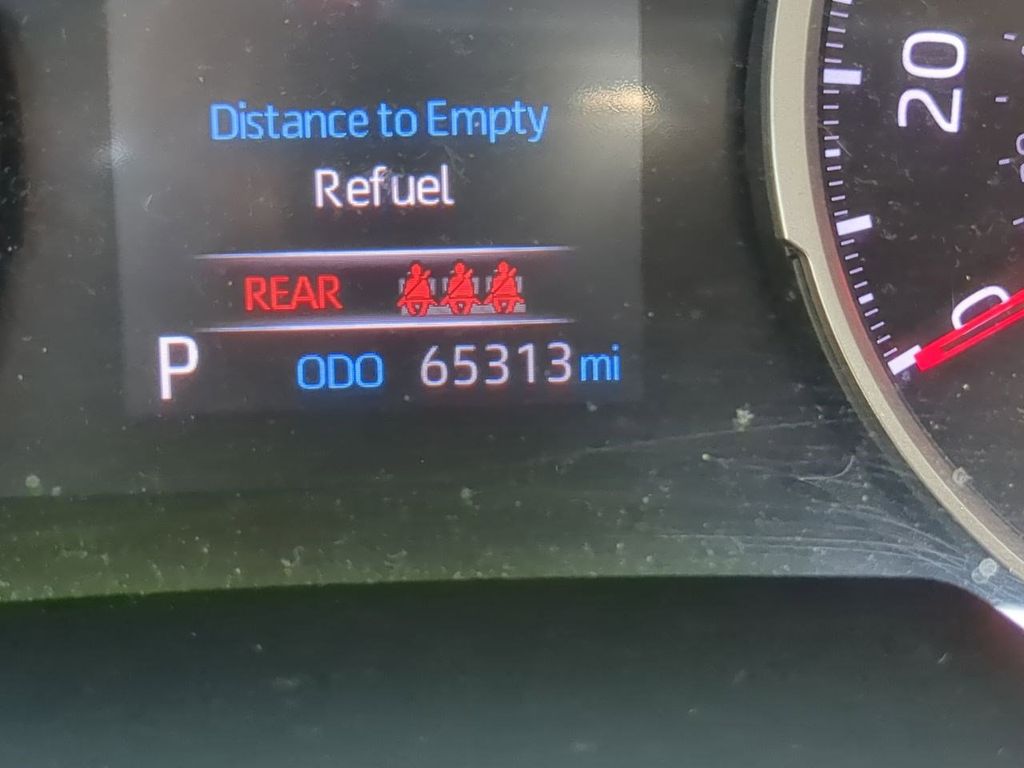 Distance to Empty
Refuel
REAR
P ODO 65313 mi
20
0